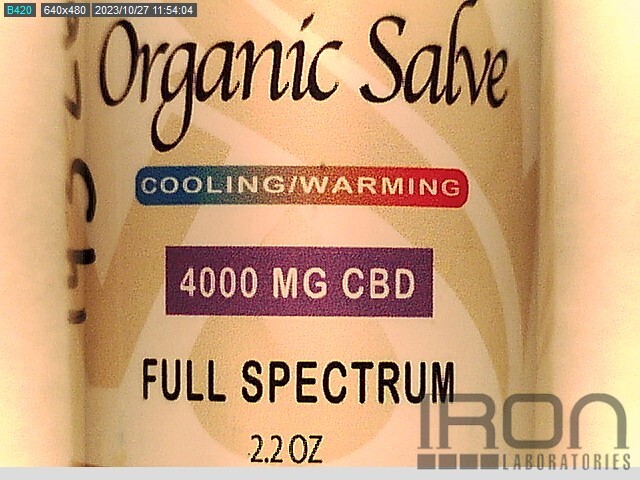 B420 640x480 2023/10/27 11:54:04
Organic Salve
COOLING/WARMING
4000 MG CBD
FULL SPECTRUM
2.2 OZ
IRON
LABORATORIES